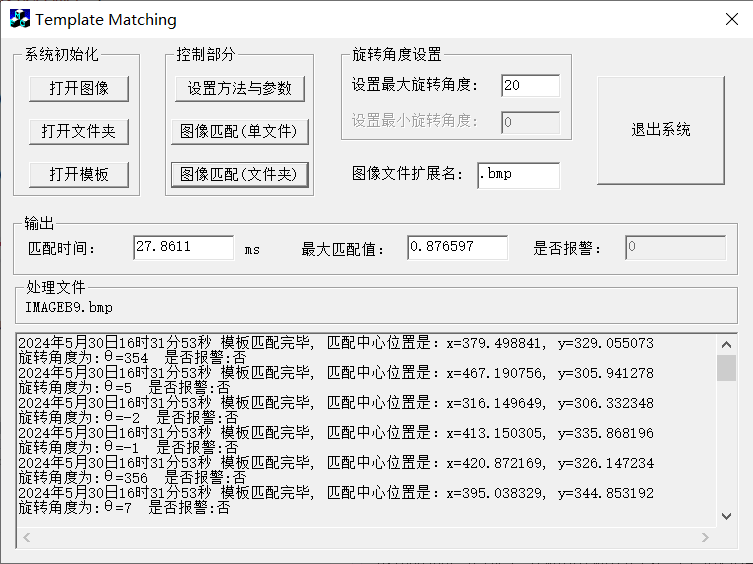 Template Matching
系统初始化
打开图像
打开文件夹
打开模板
控制部分
设置方法与参数
图像匹配(单文件)
图像匹配(文件夹)
旋转角度设置
设置最大旋转角度: 20
设置最小旋转角度: 0
图像文件扩展名: .bmp
退出系统
输出
匹配时间: 27.8611 ms 最大匹配值: 0.876597 是否报警: 0
处理文件
IMAGEB9.bmp
2024年5月30日16时31分53秒 模板匹配完毕, 匹配中心位置是: x=379.498841, y=329.055073
旋转角度为:θ=354 是否报警:否
2024年5月30日16时31分53秒 模板匹配完毕, 匹配中心位置是: x=467.190756, y=305.941278
旋转角度为:θ=5 是否报警:否
2024年5月30日16时31分53秒 模板匹配完毕, 匹配中心位置是: x=316.149649, y=306.332348
旋转角度为:θ=-2 是否报警:否
2024年5月30日16时31分53秒 模板匹配完毕, 匹配中心位置是: x=413.150305, y=335.868196
旋转角度为:θ=-1 是否报警:否
2024年5月30日16时31分53秒 模板匹配完毕, 匹配中心位置是: x=420.872169, y=326.147234
旋转角度为:θ=356 是否报警:否
2024年5月30日16时31分53秒 模板匹配完毕, 匹配中心位置是: x=395.038329, y=344.853192
旋转角度为:θ=7 是否报警:否